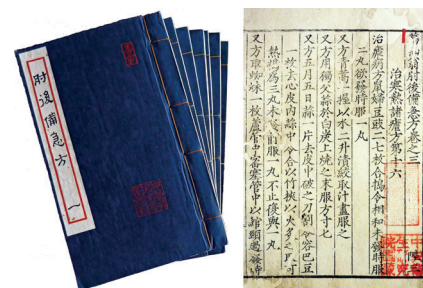 肘後備急方 一
葛仙翁肘後備急方卷之三
治寒熱諸瘧方第十六
治瘧病方鼠婦豆豉二七枚合擣令相和未發時服
二丸欲發時服一丸
又方青蒿一握以水二升漬絞取汁盡服之
又方用獨父蒜於白炭上燒之末服方寸匕
又方五月五日蒜一片去皮中破之刀割令容巴豆
一枚去心皮內蒜中令合以竹挾以火炙之取可
熱擣為三丸未發前服一丸不止復與一丸
又方取蜘蛛一枚蘆管中密塞管中以綰頸過發時